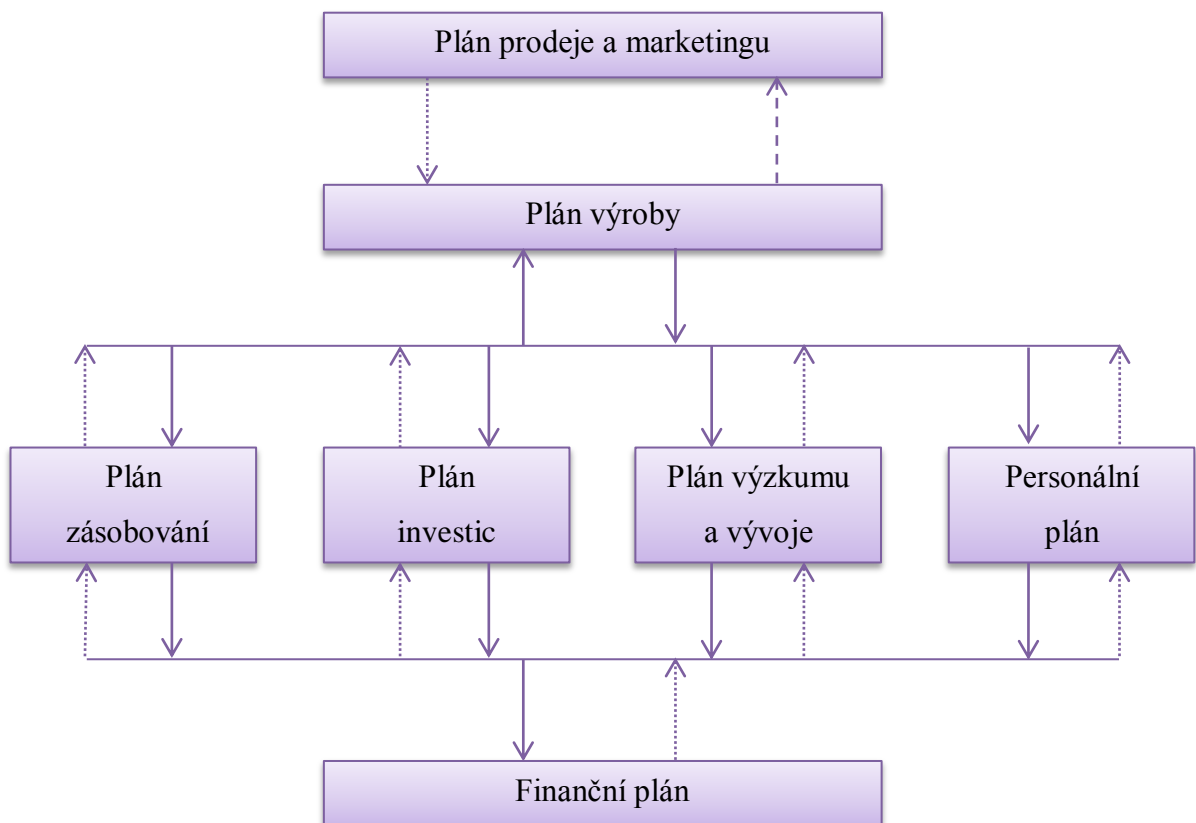 Plán prodeje a marketingu
Plán výroby
Plán
zásobování
Plán
investic
Plán výzkumu
a vývoje
Personální
plán
Finanční plán